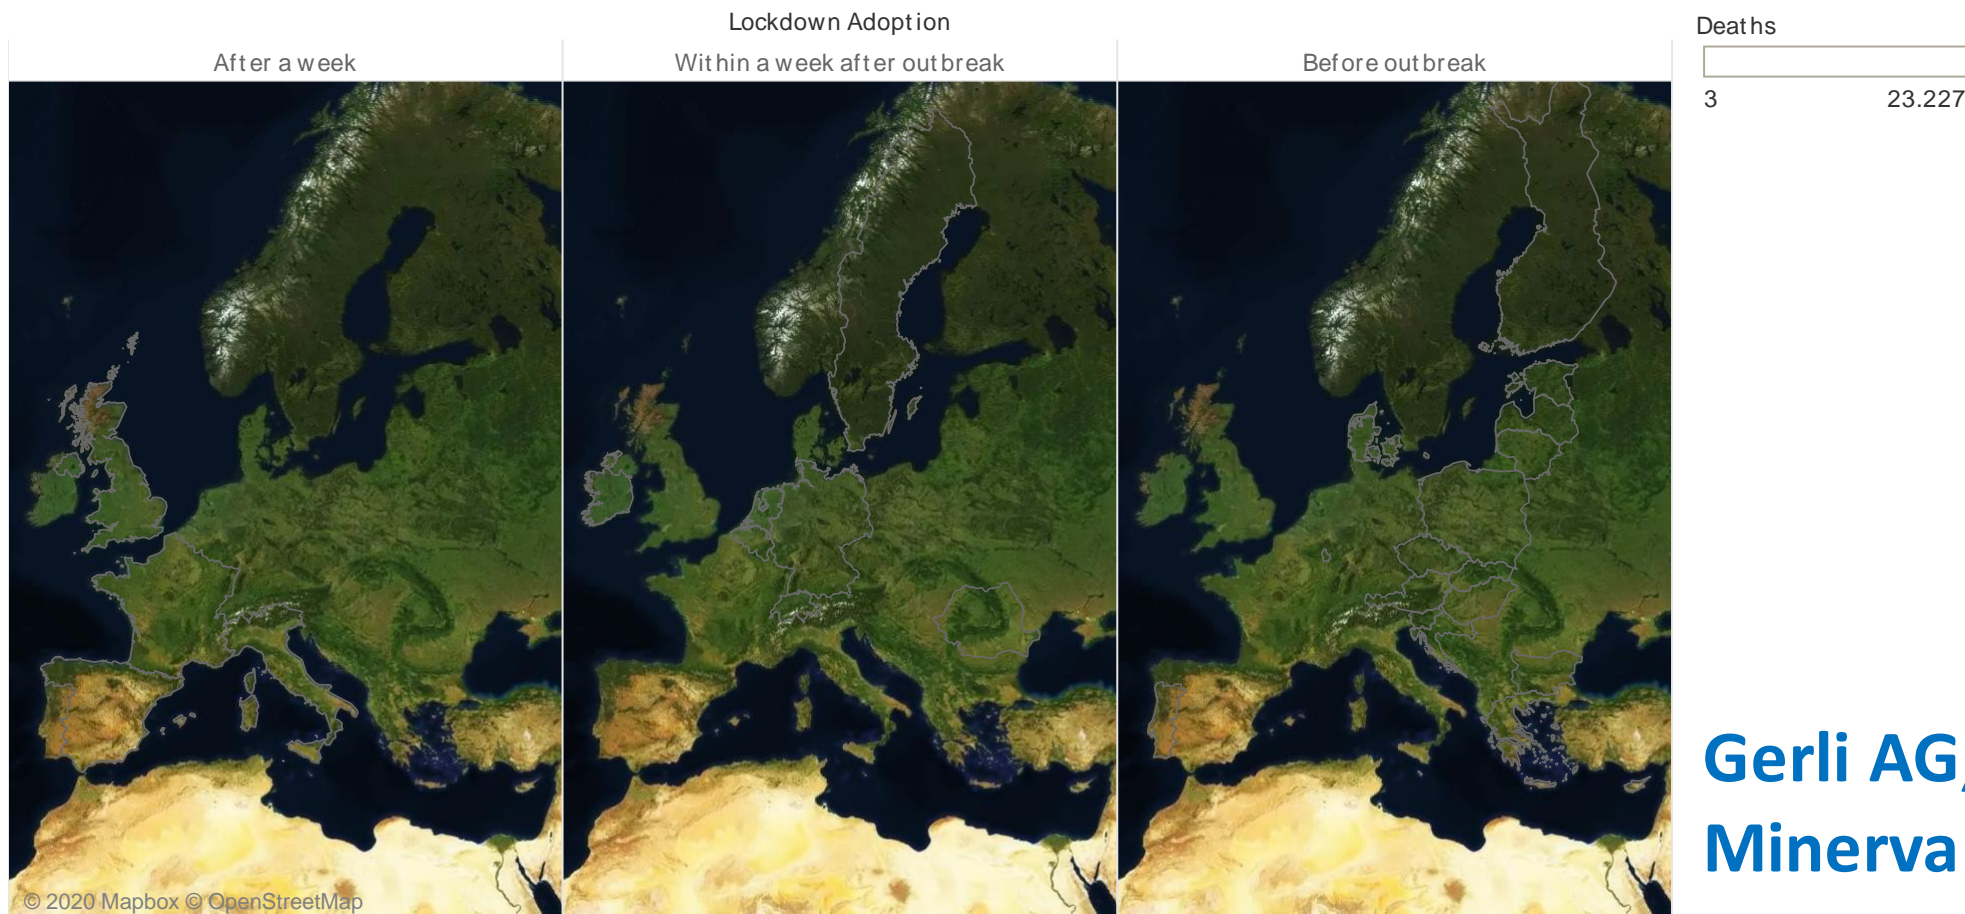 Lockdown Adoption
After a week
Within a week after outbreak
Before outbreak
Deaths
3 23.227
Gerli AG,
Minerva
© 2020 Mapbox © OpenStreetMap